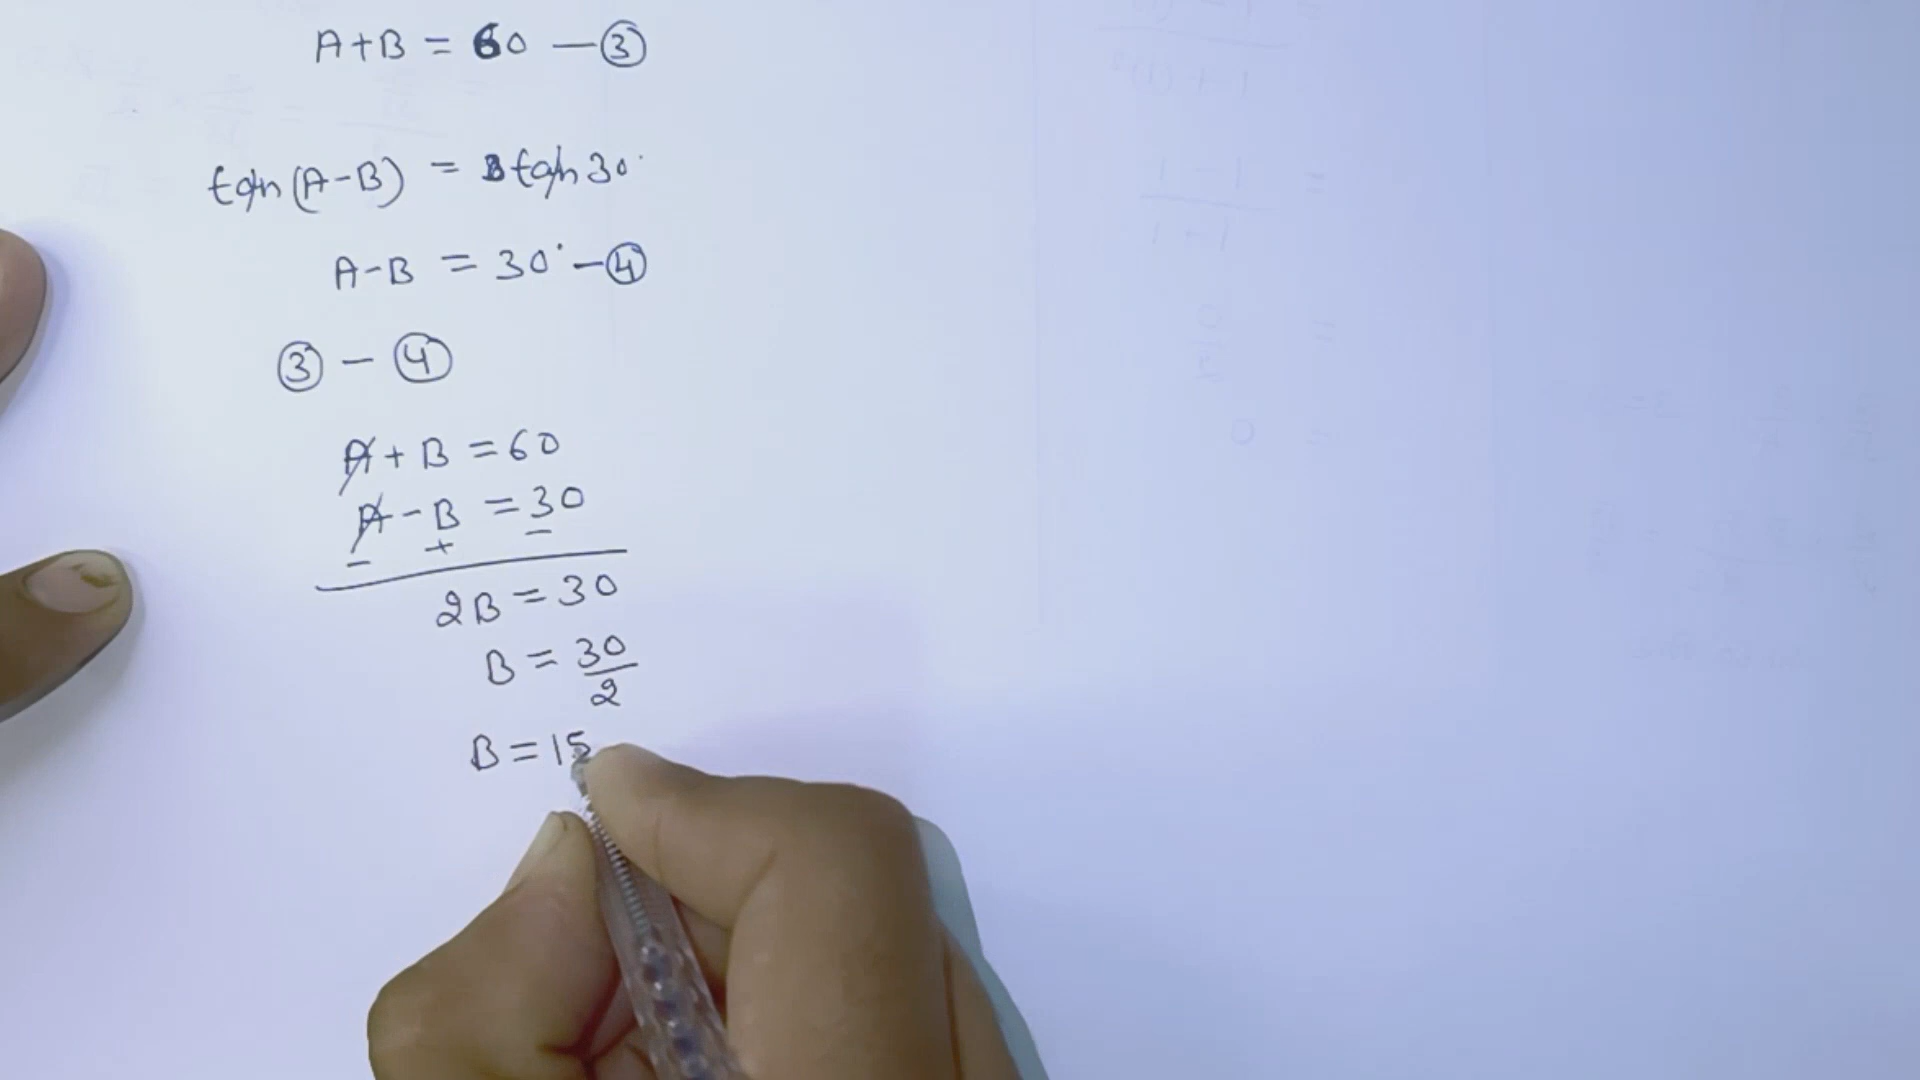 A+B = 60 — ③
tan(A-B) = tan 30°
A-B = 30° - ④
③ - ④
A + B = 60
A - B = 30
- + -
2B = 30
B = 30/2
B = 15